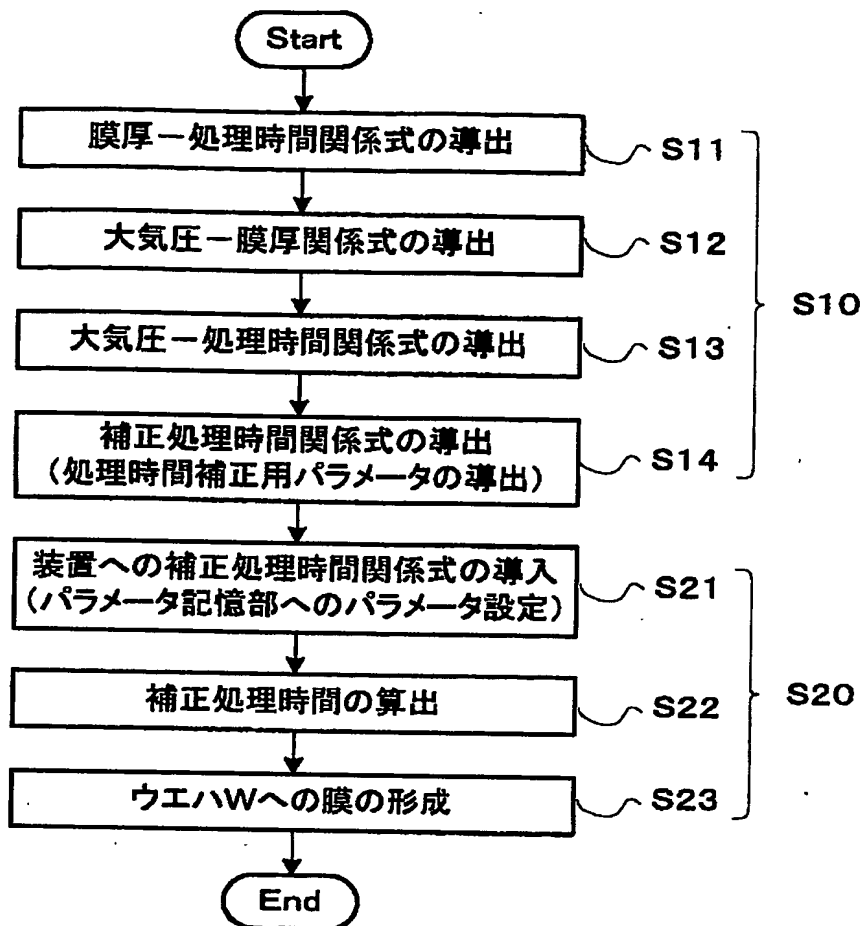 Start
膜厚－処理時間関係式の導出
S11
大気圧－膜厚関係式の導出
S12
S10
大気圧－処理時間関係式の導出
S13
補正処理時間関係式の導出
（処理時間補正用パラメータの導出）
S14
装置への補正処理時間関係式の導入
（パラメータ記憶部へのパラメータ設定）
S21
補正処理時間の算出
S22
S20
ウエハWへの膜の形成
S23
End